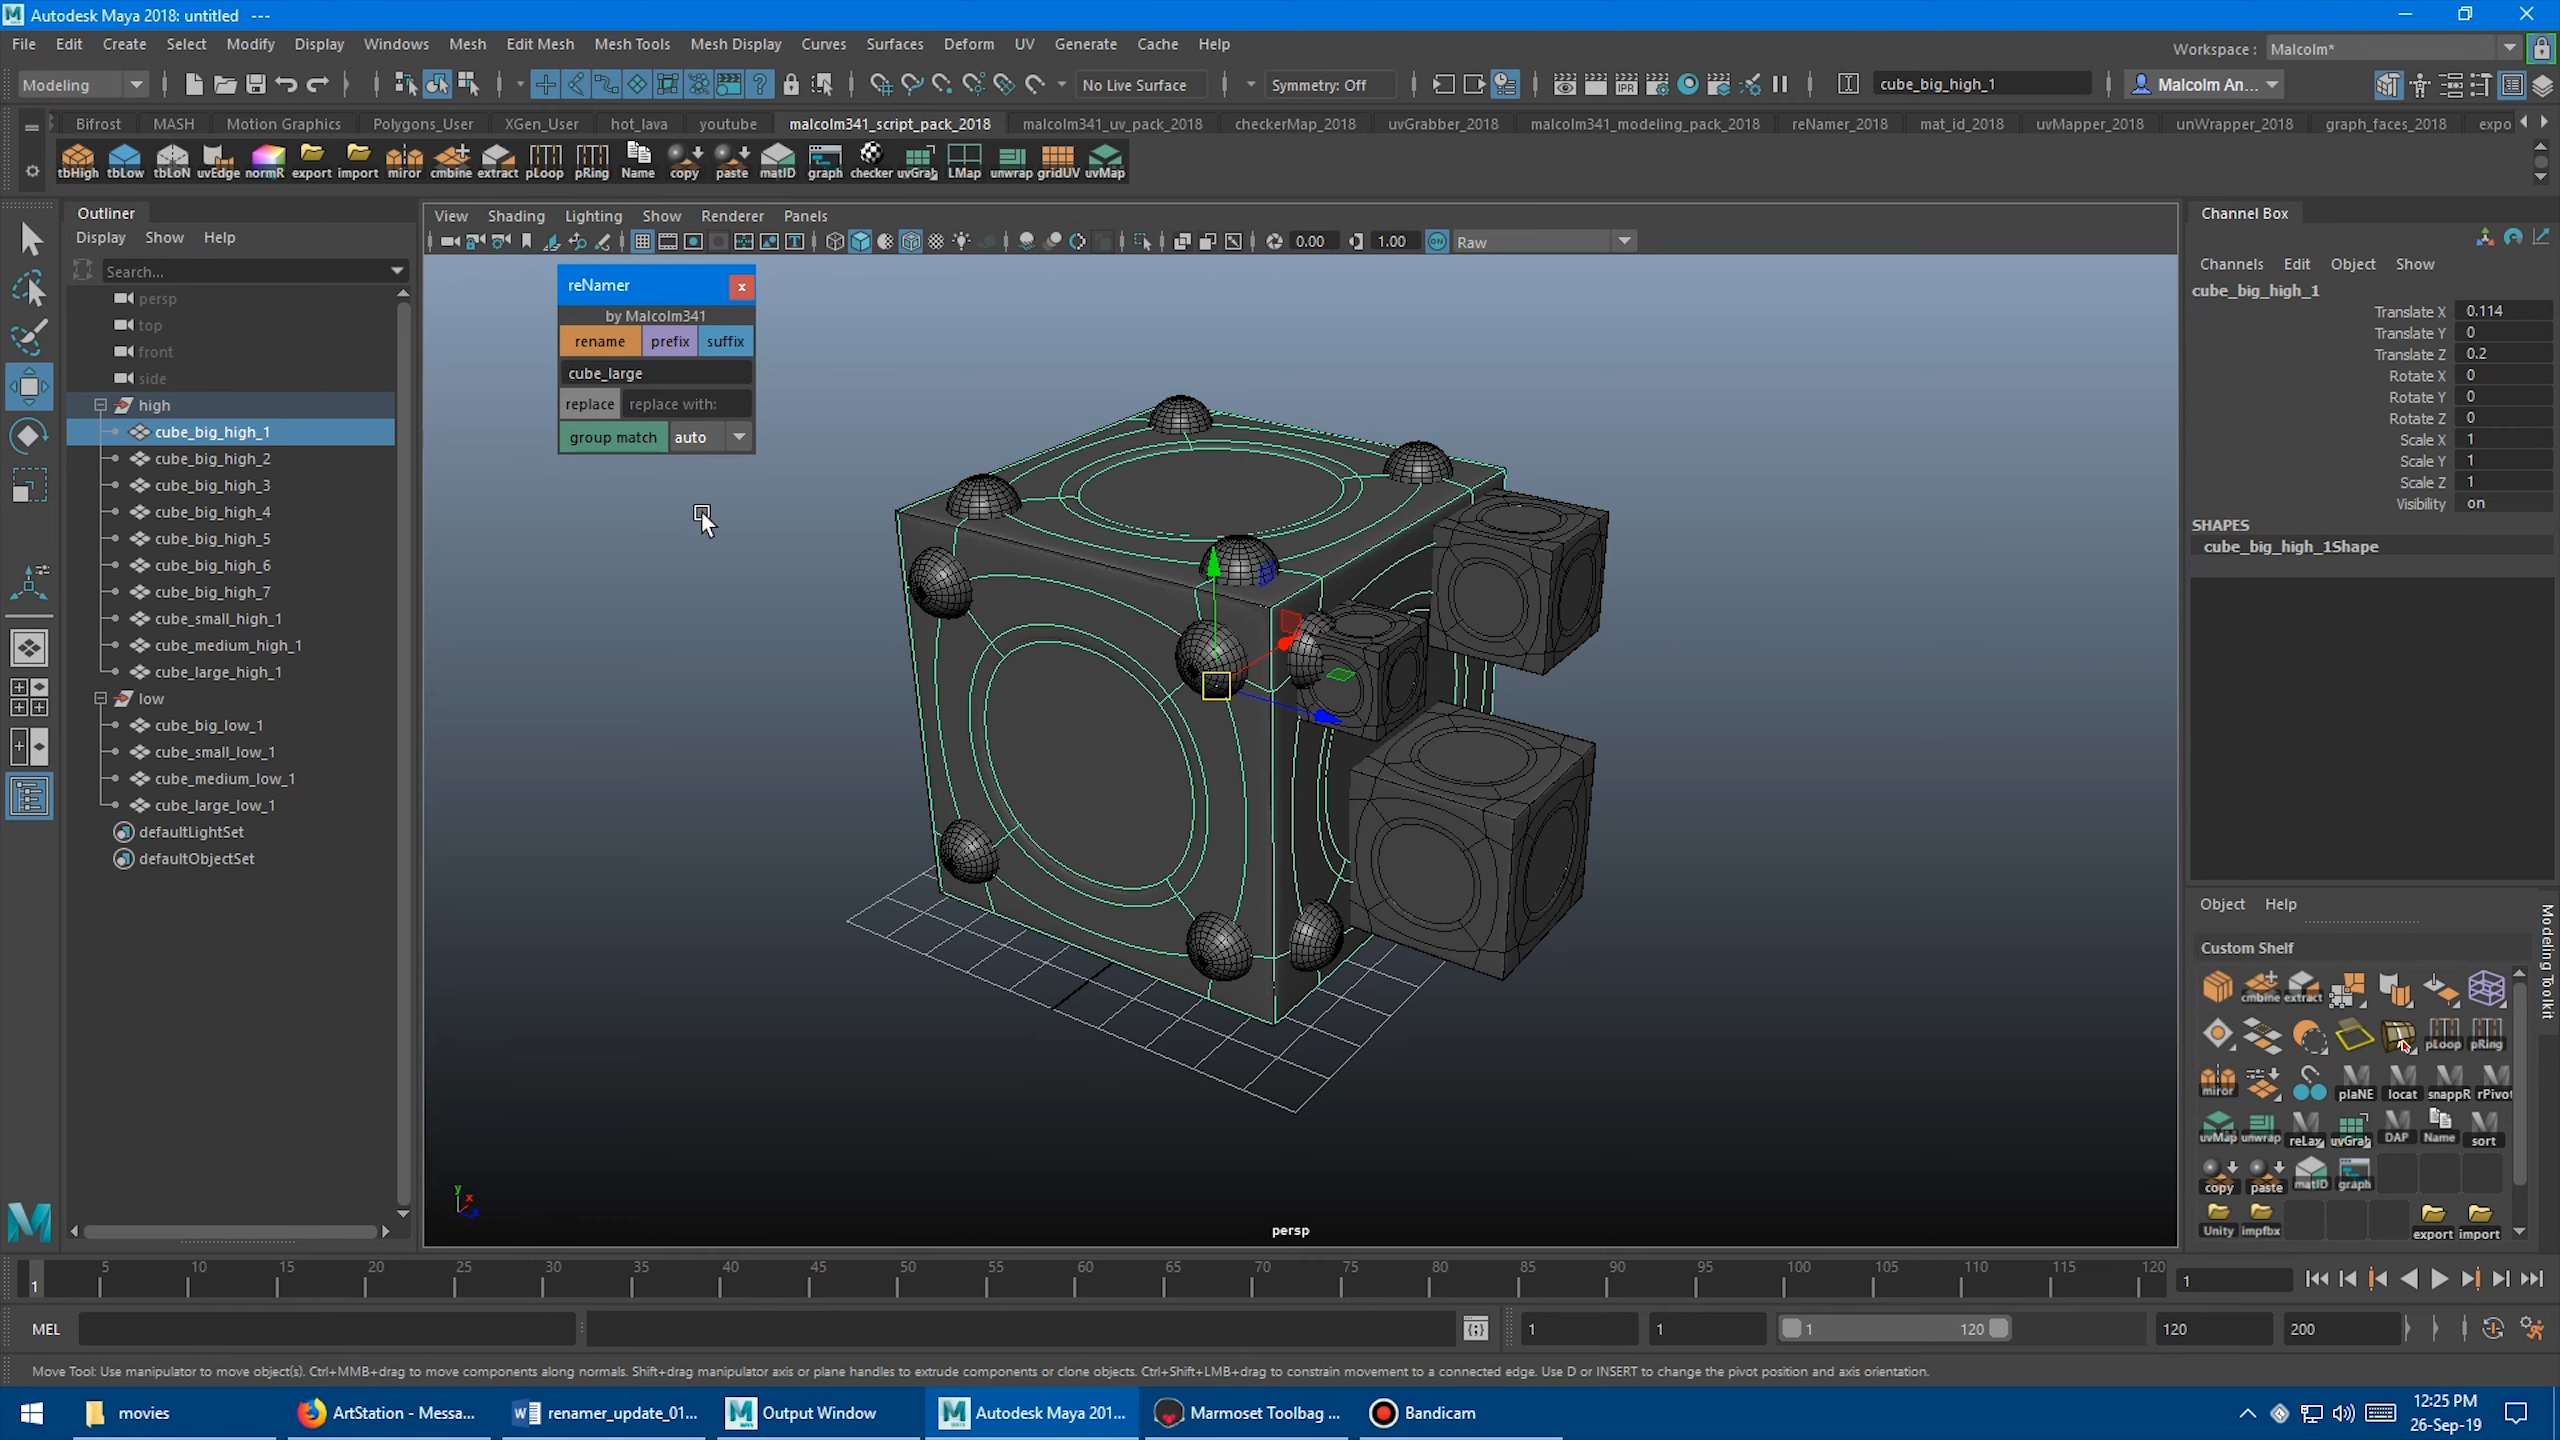 Autodesk Maya 2018: untitled   ---
File Edit Create Select Modify Display Windows Mesh Edit Mesh Mesh Tools Mesh Display Curves Surfaces Deform UV Generate Cache Help
Workspace : Malcolm*
Modeling
No Live Surface
Symmetry: Off
IPR
cube_big_high_1
Malcolm An...
Bifrost MASH Motion Graphics Polygons_User XGen_User hot_lava youtube malcolm341_script_pack_2018 malcolm341_uv_pack_2018 checkerMap_2018 uvGrabber_2018 malcolm341_modeling_pack_2018 reNamer_2018 mat_id_2018 uvMapper_2018 unWrapper_2018 graph_faces_2018 expo
tbHigh tbLow tbLoN uvEdge normR export import miror cmbine extract pLoop pRing Name copy paste matID graph checker uvGrab LMap unwrap gridUV uvMap
Outliner
Display Show Help
Search...
persp
top
front
side
high
cube_big_high_1
cube_big_high_2
cube_big_high_3
cube_big_high_4
cube_big_high_5
cube_big_high_6
cube_big_high_7
cube_small_high_1
cube_medium_high_1
cube_large_high_1
low
cube_big_low_1
cube_small_low_1
cube_medium_low_1
cube_large_low_1
defaultLightSet
defaultObjectSet
View Shading Lighting Show Renderer Panels
0.00 1.00 ON Raw
reNamer x
by Malcolm341
rename prefix suffix
cube_large
replace replace with:
group match auto
y
x
persp
Channel Box
Channels Edit Object Show
cube_big_high_1
Translate X 0.114
Translate Y 0
Translate Z 0.2
Rotate X 0
Rotate Y 0
Rotate Z 0
Scale X 1
Scale Y 1
Scale Z 1
Visibility on
SHAPES
cube_big_high_1Shape
Object Help
Modeling Toolkit
Custom Shelf
cmbine extract
pLoop pRing
miror plaNE locat snappR rPivot
uvMap unwrap reLax uvGrab DAP Name sort
copy paste matID graph
Unity impfbx export import
1 5 10 15 20 25 30 35 40 45 50 55 60 65 70 75 80 85 90 95 100 105 110 115 120 1
MEL 1 1 1 120 120 200
Move Tool: Use manipulator to move object(s). Ctrl+MMB+drag to move components along normals. Shift+drag manipulator axis or plane handles to extrude components or clone objects. Ctrl+Shift+LMB+drag to constrain movement to a connected edge. Use D or INSERT to change the pivot position and axis orientation.
movies ArtStation - Messa... renamer_update_01... Output Window Autodesk Maya 201... Marmoset Toolbag ... Bandicam
12:25 PM
26-Sep-19